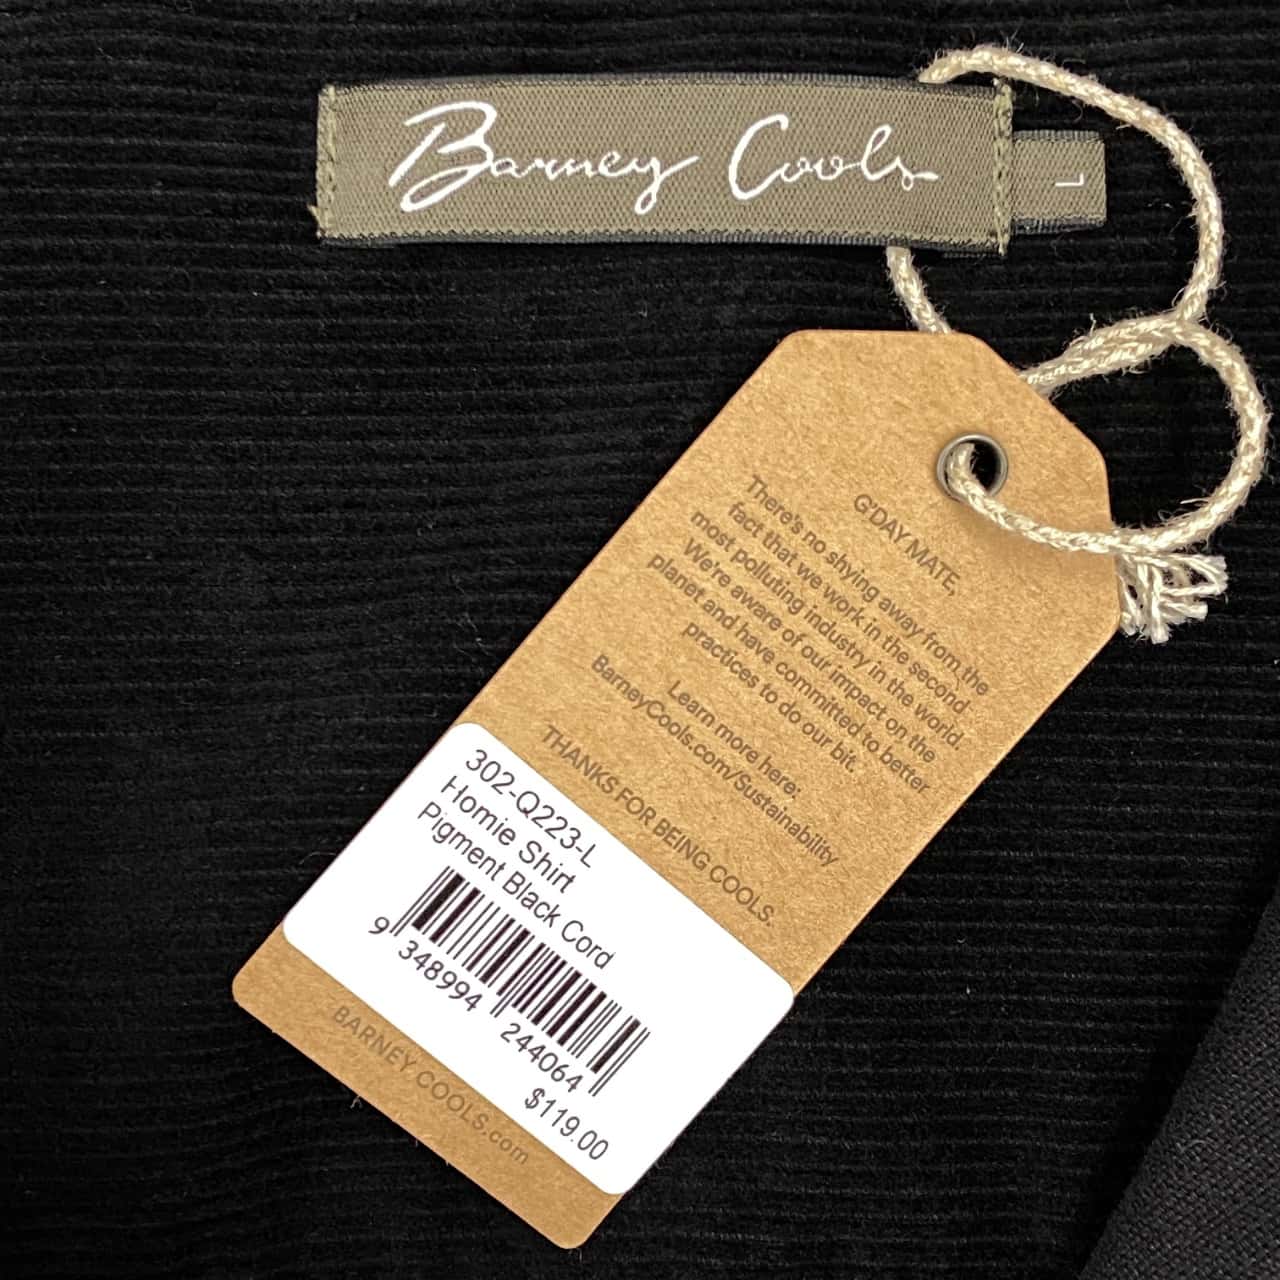 Barney Cools
L
G'DAY MATE,
There's no shying away from the
fact that we work in the second
most polluting industry in the world.
We're aware of our impact on the
planet and have committed to better
practices to do our bit.
Learn more here:
BarneyCools.com/Sustainability
THANKS FOR BEING COOLS.
302-Q223-L
Homie Shirt
Pigment Black Cord
9 348994 244064
$119.00
BARNEY COOLS.com